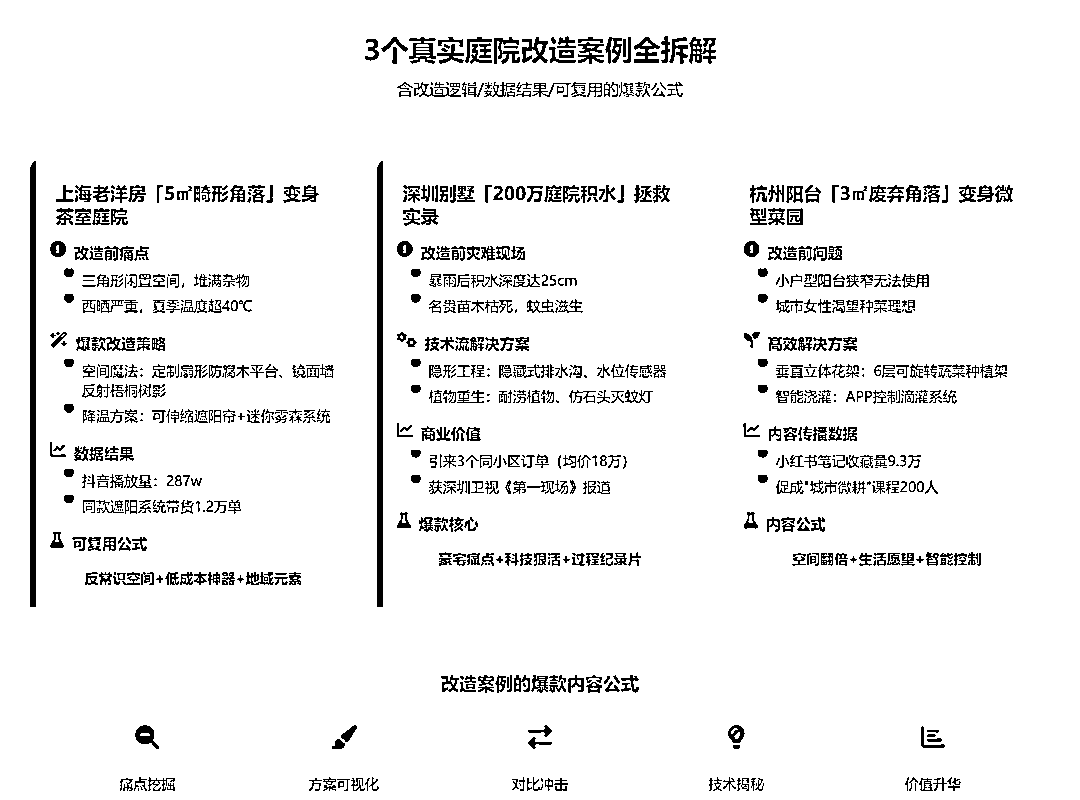 3个真实庭院改造案例全拆解
含改造逻辑/数据结果/可复用的爆款公式
上海老洋房「5㎡畸形角落」变身
茶室庭院
改造前痛点
三角形闲置空间，堆满杂物
西晒严重，夏季温度超40℃
爆款改造策略
空间魔法：定制扇形防腐木平台、镜面墙
反射梧桐树影
降温方案：可伸缩遮阳帘+迷你雾森系统
数据结果
抖音播放量：287w
同款遮阳系统带货1.2万单
可复用公式
反常识空间+低成本神器+地域元素
深圳别墅「200万庭院积水」拯救
实录
改造前灾难现场
暴雨后积水深度达25cm
名贵苗木枯死，蚊虫滋生
技术流解决方案
隐形工程：隐藏式排水沟、水位传感器
植物重生：耐涝植物、仿石头灭蚊灯
商业价值
引来3个同小区订单（均价18万）
获深圳卫视《第一现场》报道
爆款核心
豪宅痛点+科技狠活+过程纪录片
杭州阳台「3㎡废弃角落」变身微
型菜园
改造前问题
小户型阳台狭窄无法使用
城市女性渴望种菜理想
高效解决方案
垂直立体花架：6层可旋转蔬菜种植架
智能浇灌：APP控制滴灌系统
内容传播数据
小红书笔记收藏量9.3万
促成"城市微耕"课程200人
内容公式
空间翻倍+生活愿望+智能控制
改造案例的爆款内容公式
痛点挖掘
方案可视化
对比冲击
技术揭秘
价值升华